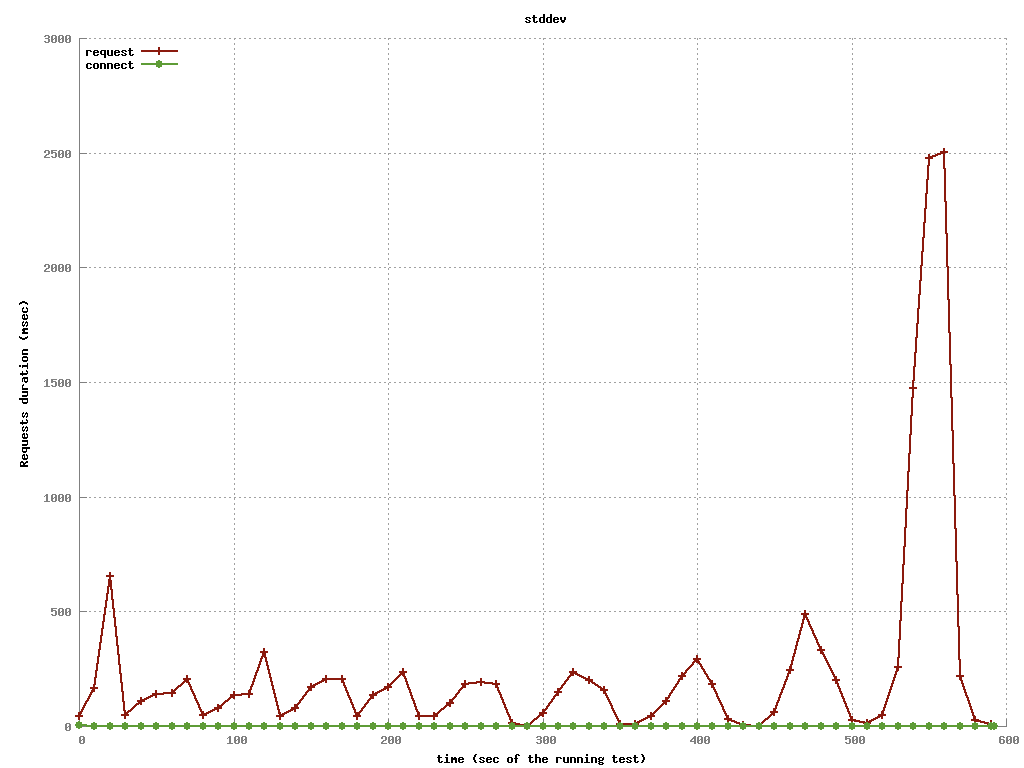 stddev
3000
request
connect
2500
2000
1500
1000
500
0
Requests duration (msec)
0 100 200 300 400 500 600
time (sec of the running test)